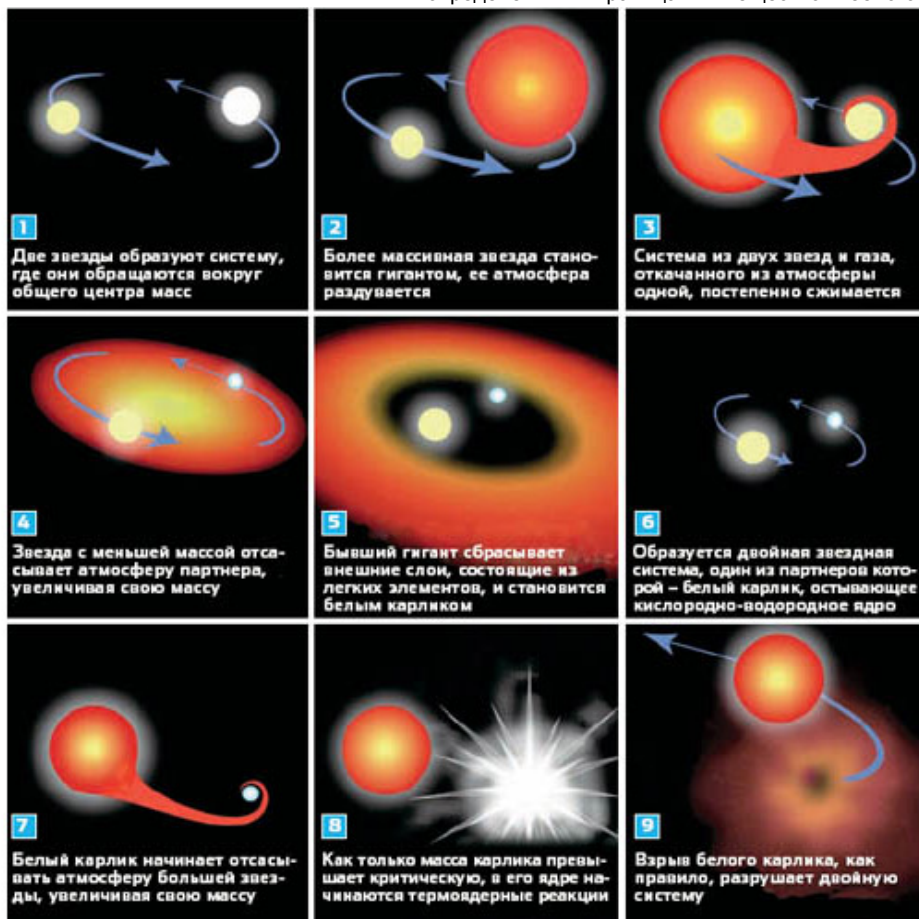 1
Две звезды образуют систему,
где они обращаются вокруг
общего центра масс
2
Более массивная звезда стано-
вится гигантом, ее атмосфера
раздувается
3
Система из двух звезд и газа,
откачанного из атмосферы
одной, постепенно сжимается
4
Звезда с меньшей массой отса-
сывает атмосферу партнера,
увеличивая свою массу
5
Бывший гигант сбрасывает
внешние слои, состоящие из
легких элементов, и становится
белым карликом
6
Образуется двойная звездная
система, один из партнеров кото-
рой – белый карлик, остывающее
кислородно-водородное ядро
7
Белый карлик начинает отсасы-
вать атмосферу большей звез-
ды, увеличивая свою массу
8
Как только масса карлика превы-
шает критическую, в его ядре на-
чинаются термоядерные реакции
9
Взрыв белого карлика, как
правило, разрушает двойную
систему